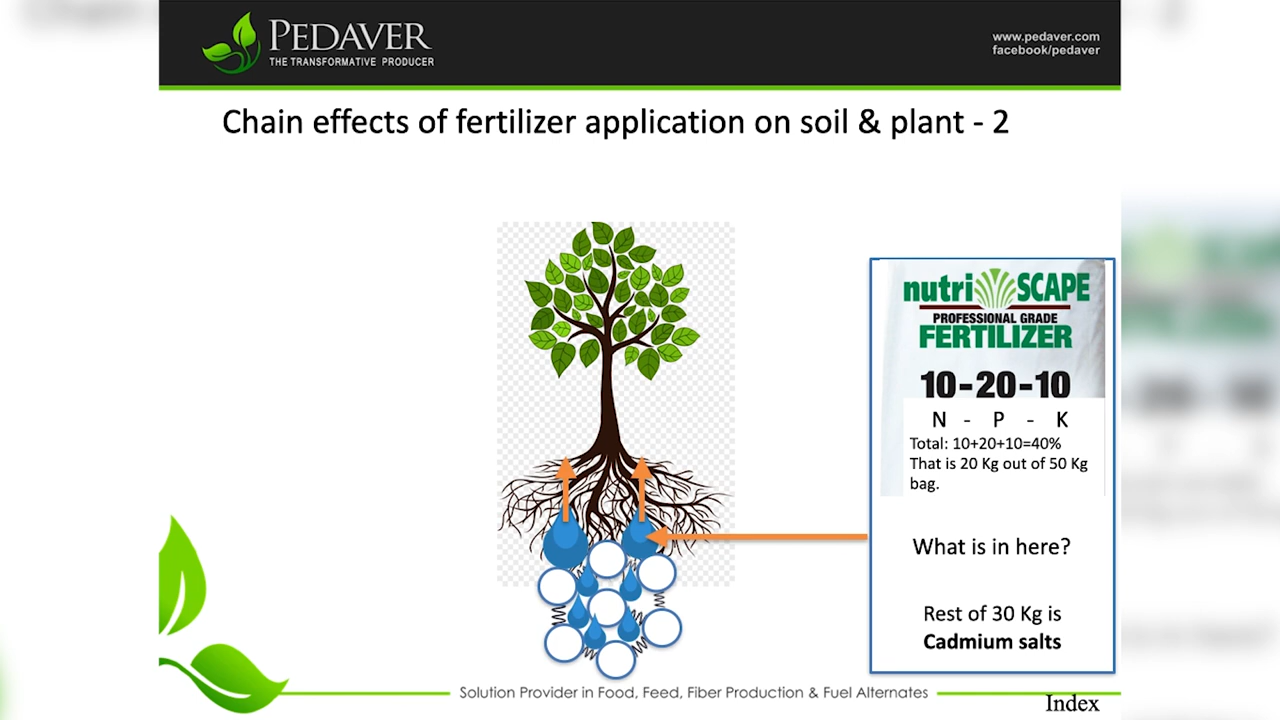 PEDAVER
THE TRANSFORMATIVE PRODUCER
www.pedaver.com
facebook/pedaver
Chain effects of fertilizer application on soil & plant - 2
nutri SCAPE
PROFESSIONAL GRADE
FERTILIZER
10-20-10
N - P - K
Total: 10+20+10=40%
That is 20 Kg out of 50 Kg
bag.
What is in here?
Rest of 30 Kg is
Cadmium salts
Solution Provider in Food, Feed, Fiber Production & Fuel Alternates
Index